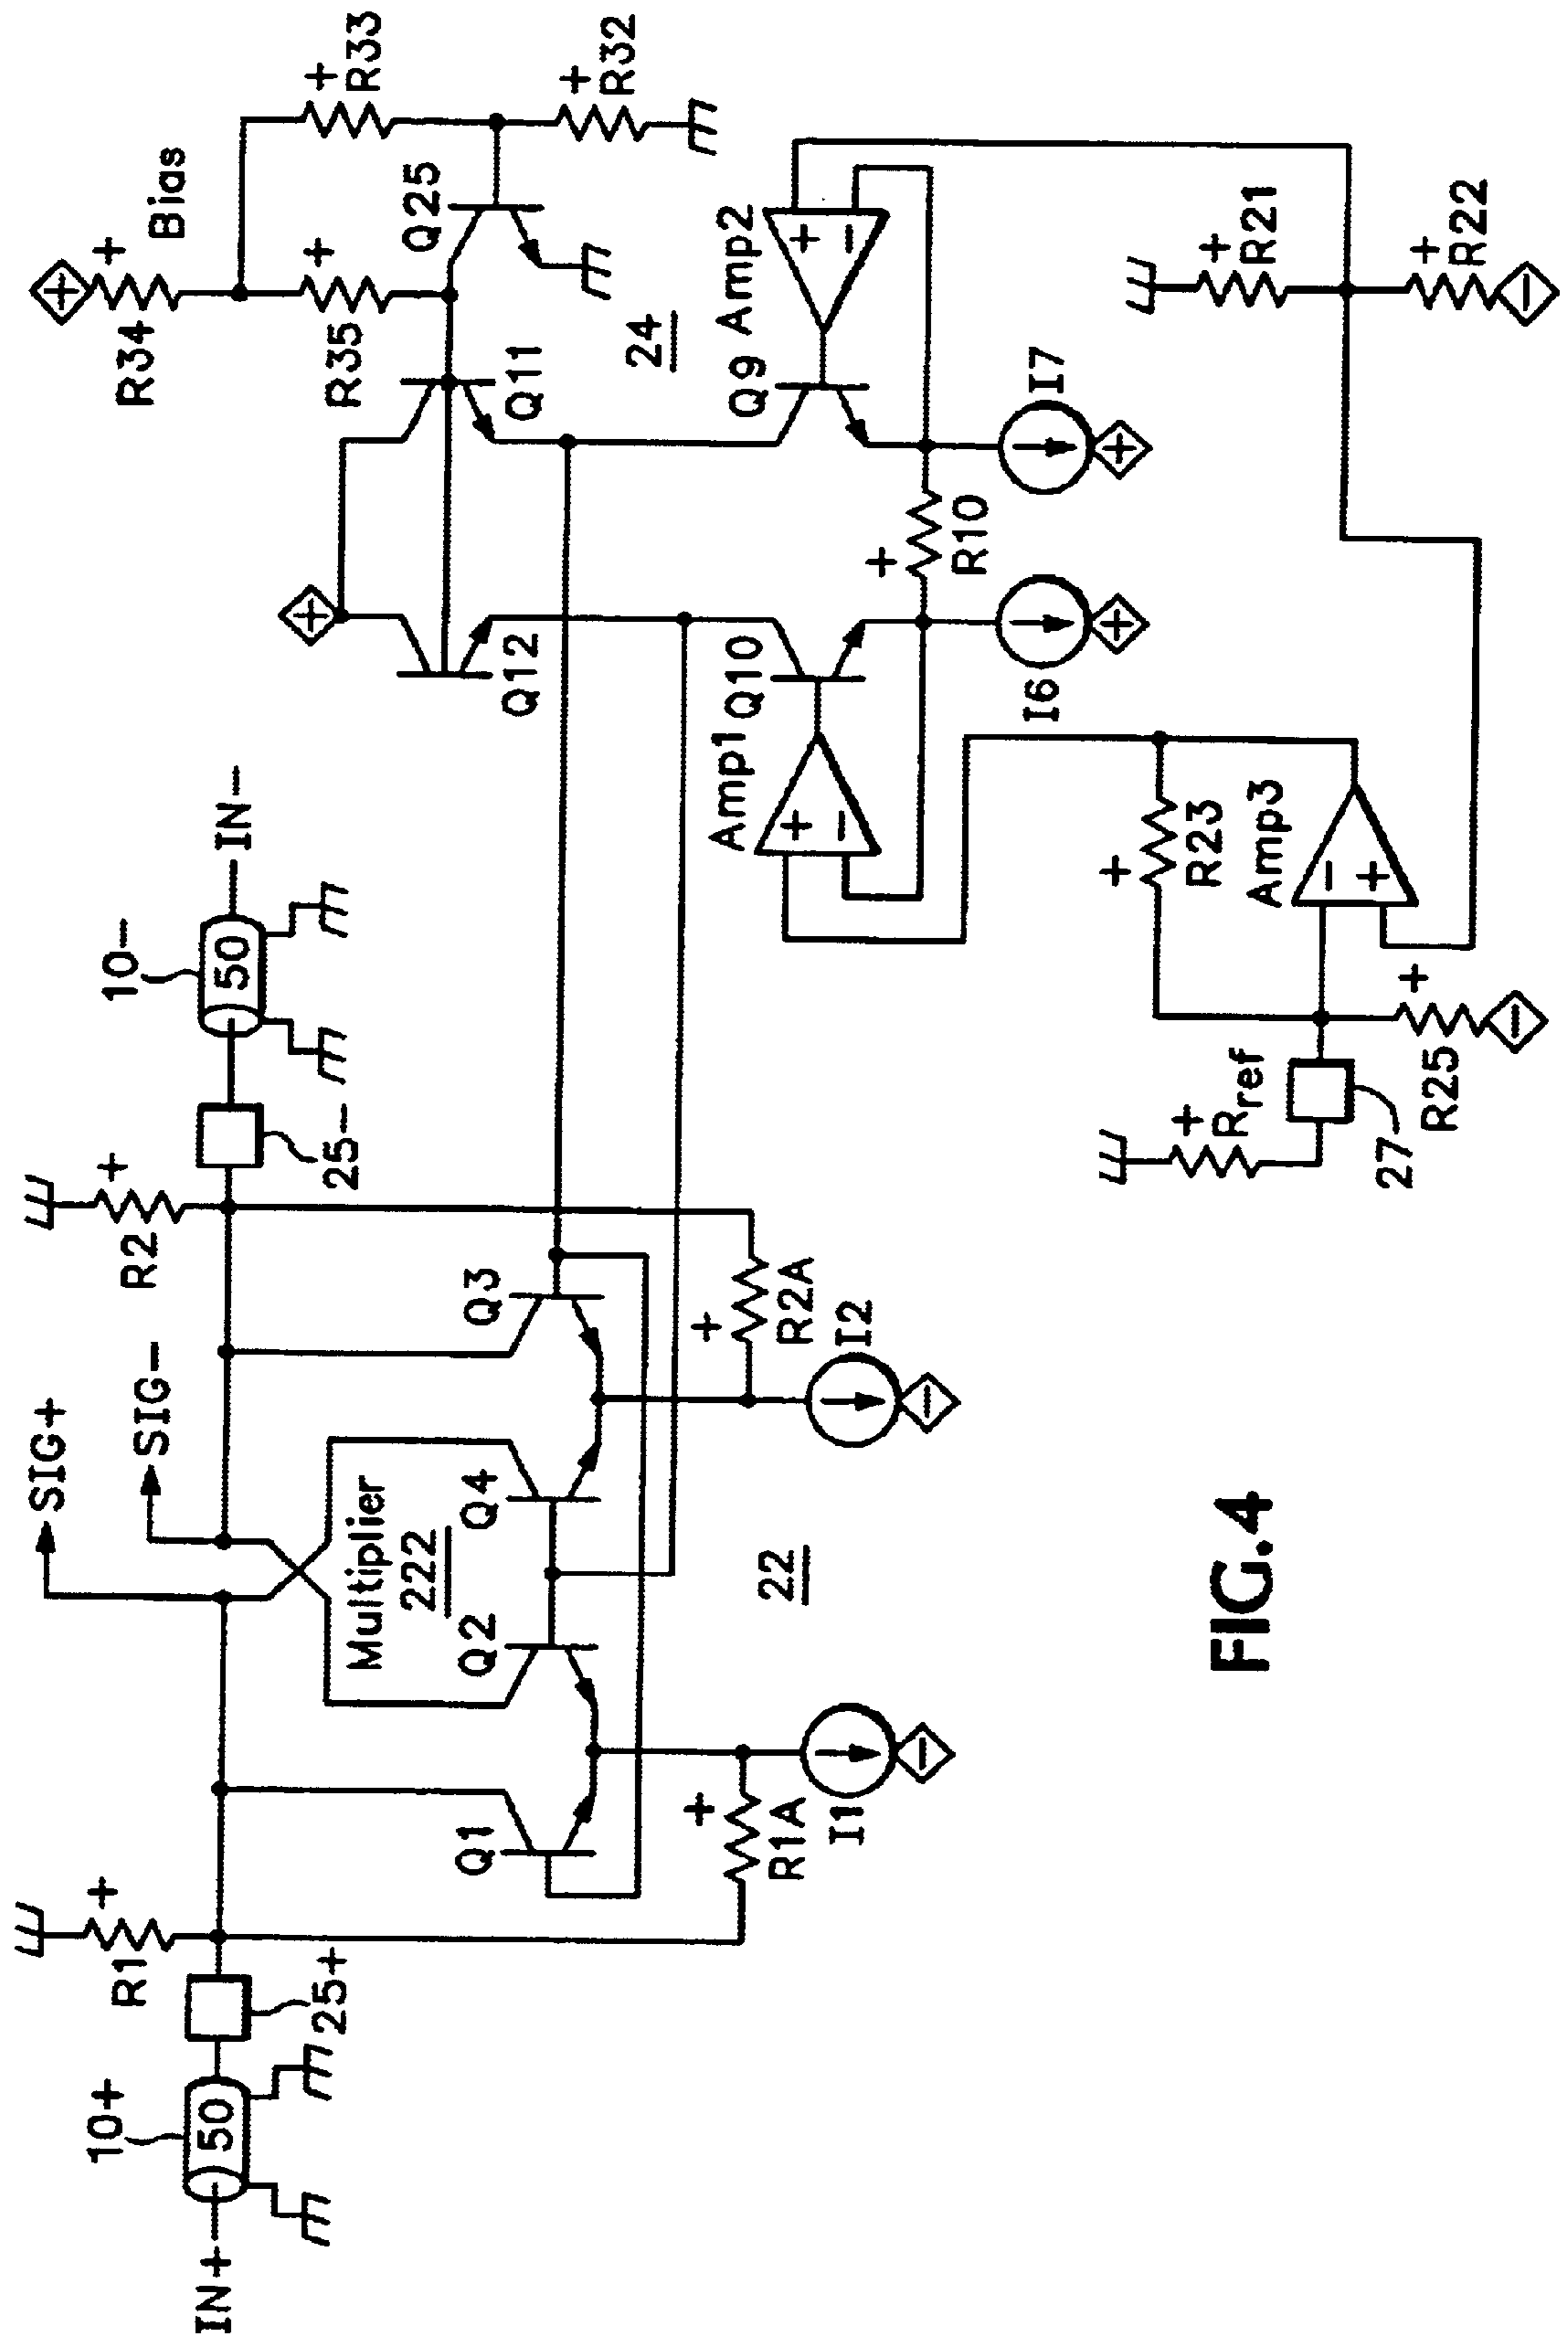 IN+
10+
50
25+
R1
+
SIG+
SIG-
R2
+
25-
10-
50
IN-
Q1
Q2
Q4
Q3
Multiplier
222
R1A
+
I1
-
22
R2A
+
I2
-
+
R34
+
Bias
R35
+
R33
+
R32
+
Q25
Q11
Q12
+
24
Amp1
+
-
Q10
Q9
Amp2
+
-
R10
+
I6
+
I7
+
Rref
+
27
R25
+
-
R23
+
Amp3
-
+
R21
+
R22
+
-
FIG.4